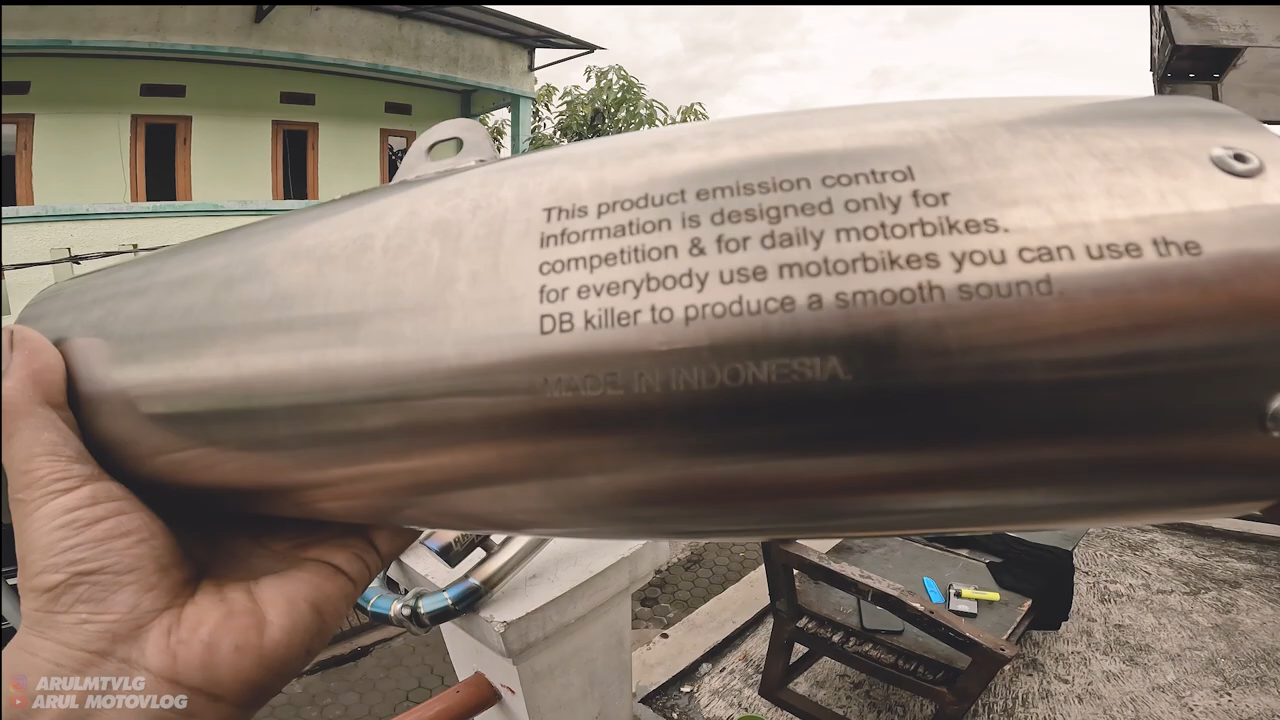 This product emission control
information is designed only for
competition & for daily motorbikes.
for everybody use motorbikes you can use the
DB killer to produce a smooth sound.
MADE IN INDONESIA.
ARULMTVLG
ARUL MOTOVLOG